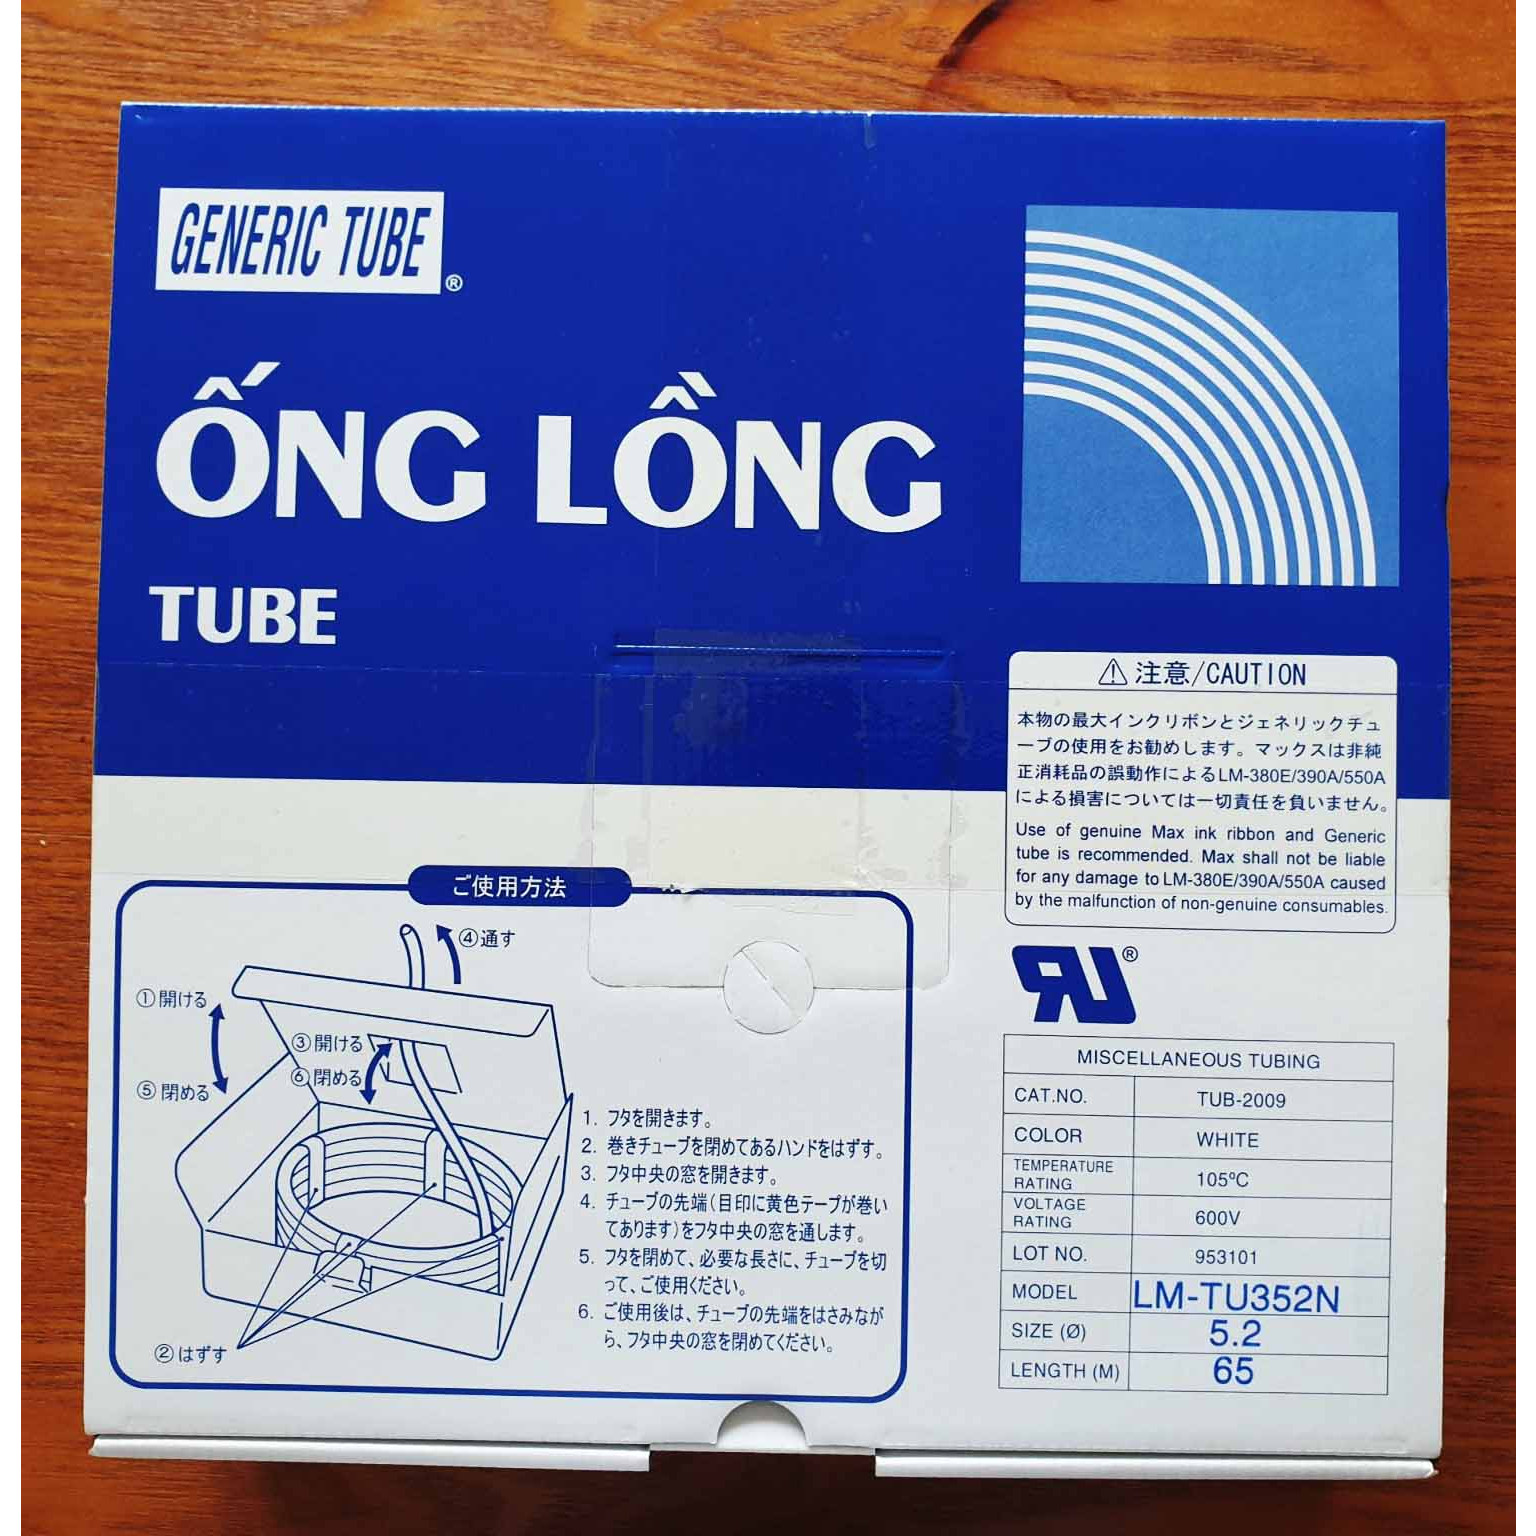 GENERIC TUBE
®
ỐNG LỒNG
TUBE
⚠ 注意/CAUTION
本物の最大インクリボンとジェネリックチュ
ーブの使用をお勧めします。マックスは非純
正消耗品の誤動作によるLM-380E/390A/550A
による損害については一切責任を負いません。
Use of genuine Max ink ribbon and Generic
tube is recommended. Max shall not be liable
for any damage to LM-380E/390A/550A caused
by the malfunction of non-genuine consumables.
ご使用方法
④通す
①開ける
③開ける
⑥閉める
⑤閉める
②はずす
1. フタを開きます。
2. 巻きチューブを閉めてあるハンドをはずす。
3. フタ中央の窓を開きます。
4. チューブの先端(目印に黄色テープが巻い
てあります)をフタ中央の窓を通します。
5. フタを閉めて、必要な長さに、チューブを切
って、ご使用ください。
6. ご使用後は、チューブの先端をはさみなが
ら、フタ中央の窓を閉めてください。
RU®
MISCELLANEOUS TUBING
CAT.NO. TUB-2009
COLOR WHITE
TEMPERATURE
RATING 105ºC
VOLTAGE
RATING 600V
LOT NO. 953101
MODEL LM-TU352N
SIZE (Ø) 5.2
LENGTH (M) 65